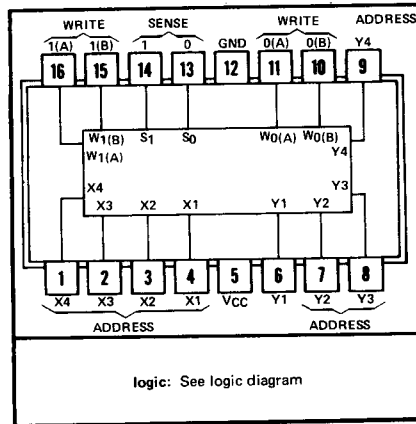 WRITE SENSE WRITE ADDRESS
1(A) 1(B) 1 0 GND 0(A) 0(B) Y4
16 15 14 13 12 11 10 9
W1(B) S1 S0 W0(A) W0(B)
W1(A) Y4
X4 Y3
X3 X2 X1 Y1 Y2
1 2 3 4 5 6 7 8
X4 X3 X2 X1 VCC Y1 Y2 Y3
ADDRESS ADDRESS
logic: See logic diagram